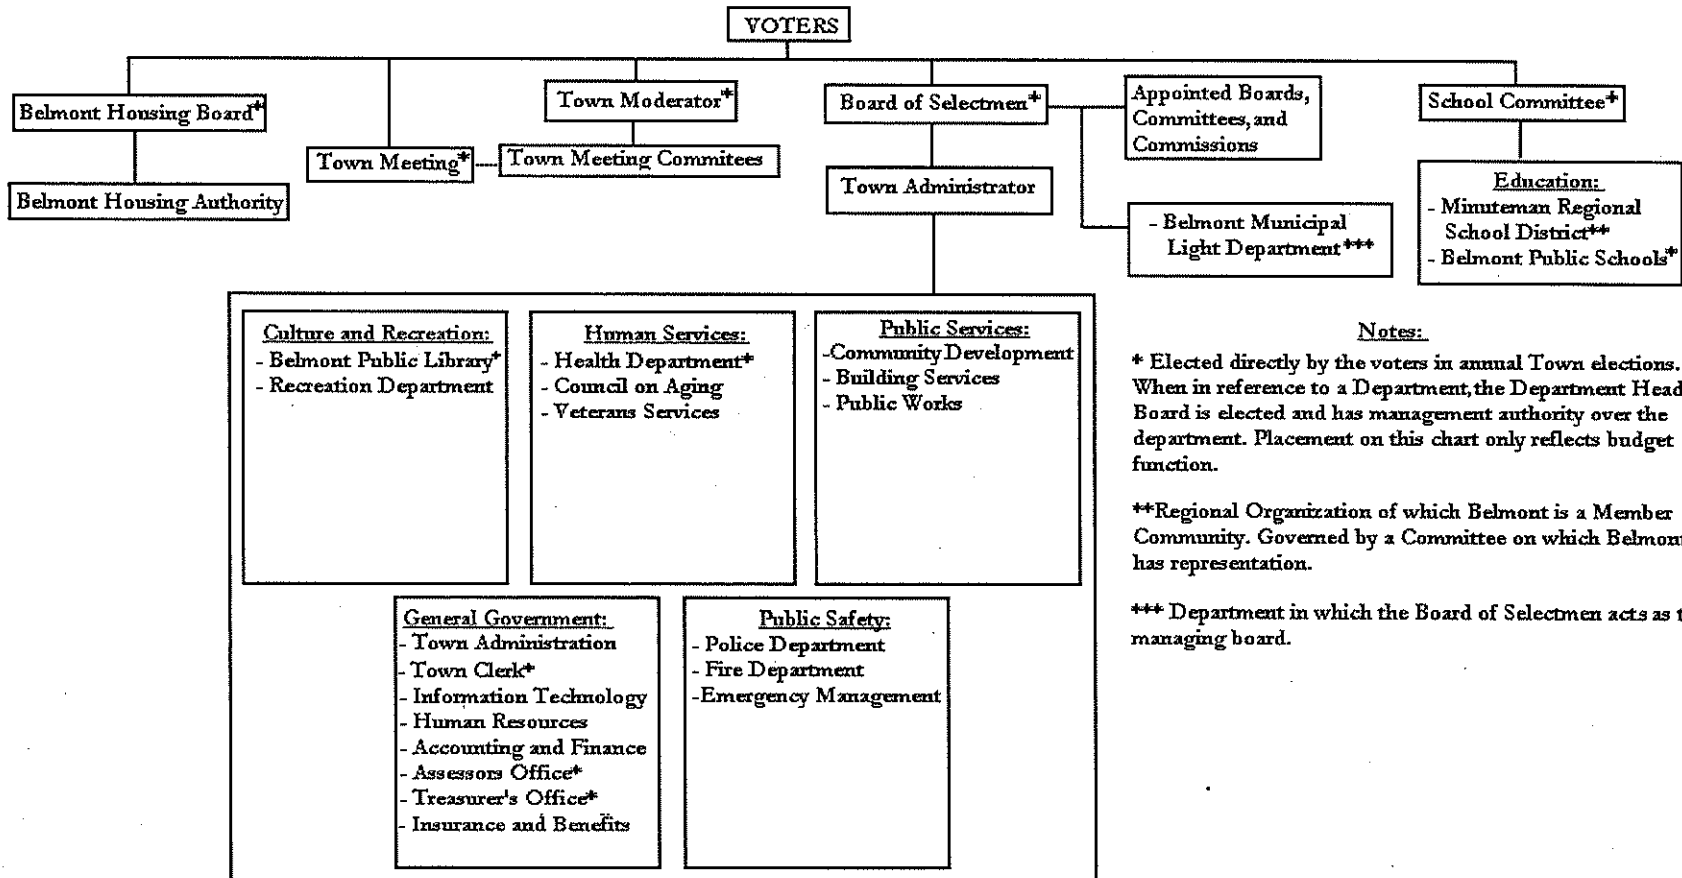 VOTERS
Belmont Housing Board*
Town Moderator*
Board of Selectmen*
Appointed Boards,
Committees, and
Commissions
School Committee*
Town Meeting*
Town Meeting Commitees
Belmont Housing Authority
Town Administrator
- Belmont Municipal
Light Department***
Education:
- Minuteman Regional
School District**
- Belmont Public Schools*
Culture and Recreation:
- Belmont Public Library*
- Recreation Department
Human Services:
- Health Department*
- Council on Aging
- Veterans Services
Public Services:
-Community Development
- Building Services
- Public Works
General Government:
- Town Administration
- Town Clerk*
- Information Technology
- Human Resources
- Accounting and Finance
- Assessors Office*
- Treasurer's Office*
- Insurance and Benefits
Public Safety:
- Police Department
- Fire Department
-Emergency Management
Notes:
* Elected directly by the voters in annual Town elections.
When in reference to a Department, the Department Head
Board is elected and has management authority over the
department. Placement on this chart only reflects budget
function.
**Regional Organization of which Belmont is a Member
Community. Governed by a Committee on which Belmont
has representation.
*** Department in which the Board of Selectmen acts as
managing board.